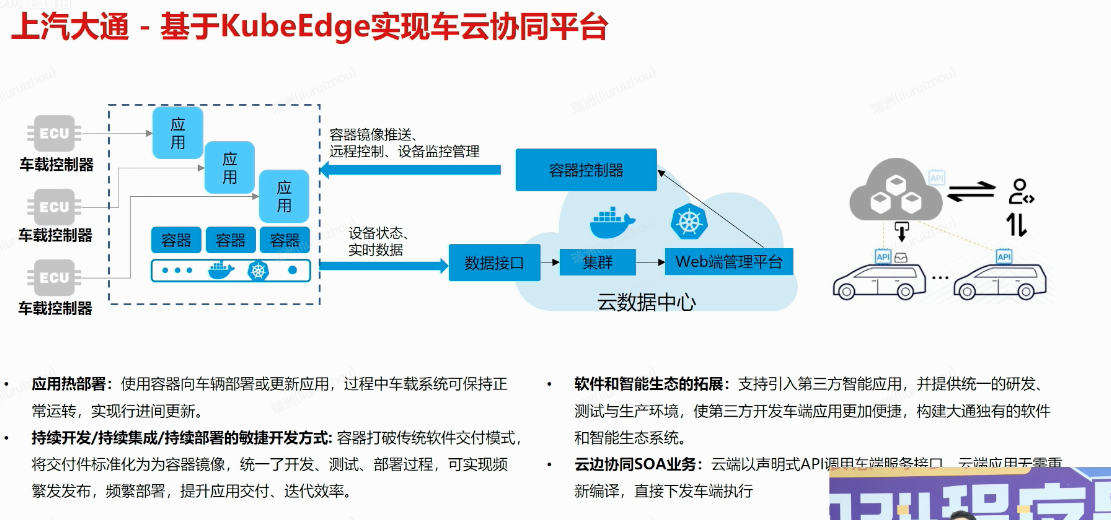 上汽大通 - 基于KubeEdge实现车云协同平台
ECU
车载控制器
ECU
车载控制器
ECU
车载控制器
应
用
应
用
应
用
容器
容器
容器
容器镜像推送、
远程控制、设备监控管理
设备状态、
实时数据
容器控制器
数据接口
集群
Web端管理平台
云数据中心
API
API
API
• 应用热部署：使用容器向车辆部署或更新应用，过程中车载系统可保持正
常运转，实现行进间更新。
• 持续开发/持续集成/持续部署的敏捷开发方式: 容器打破传统软件交付模式，
将交付件标准化为为容器镜像，统一了开发、测试、部署过程，可实现频
繁发发布，频繁部署，提升应用交付、迭代效率。
• 软件和智能生态的拓展：支持引入第三方智能应用，并提供统一的研发、
测试与生产环境，使第三方开发车端应用更加便捷，构建大通独有的软件
和智能生态系统。
• 云边协同SOA业务：云端以声明式API调用车端服务接口，云端应用无需重
新编译，直接下发车端执行